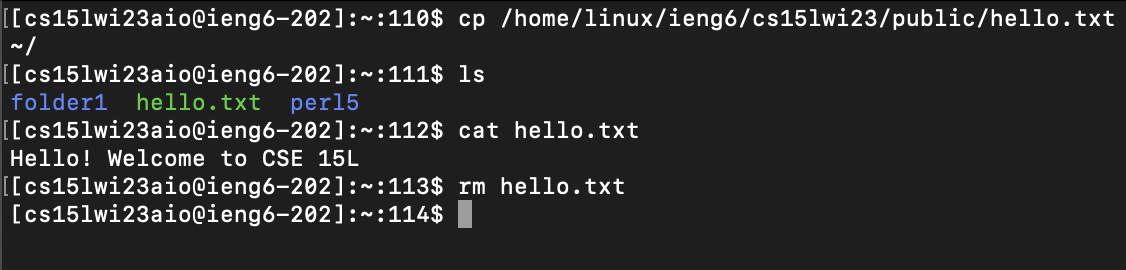 [[cs15lwi23aio@ieng6-202]:~:110$ cp /home/linux/ieng6/cs15lwi23/public/hello.txt
~/
[[cs15lwi23aio@ieng6-202]:~:111$ ls
folder1  hello.txt  perl5
[[cs15lwi23aio@ieng6-202]:~:112$ cat hello.txt
Hello! Welcome to CSE 15L
[[cs15lwi23aio@ieng6-202]:~:113$ rm hello.txt
[cs15lwi23aio@ieng6-202]:~:114$